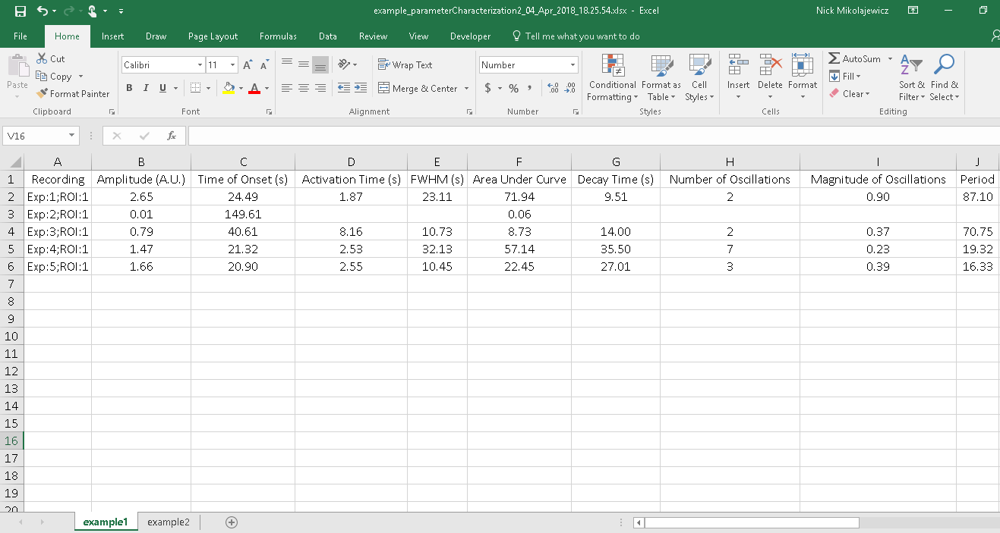 example_parameterCharacterization2_04_Apr_2018_18.25.54.xlsx - Excel Nick Mikolajewicz
File Home Insert Draw Page Layout Formulas Data Review View Developer Tell me what you want to do
Paste
Cut
Copy
Format Painter
Clipboard
Calibri 11
B I U
Font
Wrap Text
Merge & Center
Alignment
Number
$ % ,
Number
Conditional Formatting
Format as Table
Cell Styles
Styles
Insert Delete Format
Cells
AutoSum
Fill
Clear
Sort & Filter
Find & Select
Editing
V16 fx
A B C D E F G H I J
1 Recording Amplitude (A.U.) Time of Onset (s) Activation Time (s) FWHM (s) Area Under Curve Decay Time (s) Number of Oscillations Magnitude of Oscillations Period
2 Exp:1;ROI:1 2.65 24.49 1.87 23.11 71.94 9.51 2 0.90 87.10
3 Exp:2;ROI:1 0.01 149.61 0.06
4 Exp:3;ROI:1 0.79 40.61 8.16 10.73 8.73 14.00 2 0.37 70.75
5 Exp:4;ROI:1 1.47 21.32 2.53 32.13 57.14 35.50 7 0.23 19.32
6 Exp:5;ROI:1 1.66 20.90 2.55 10.45 22.45 27.01 3 0.39 16.33
7
8
9
10
11
12
13
14
15
16
17
18
19
20
example1 example2